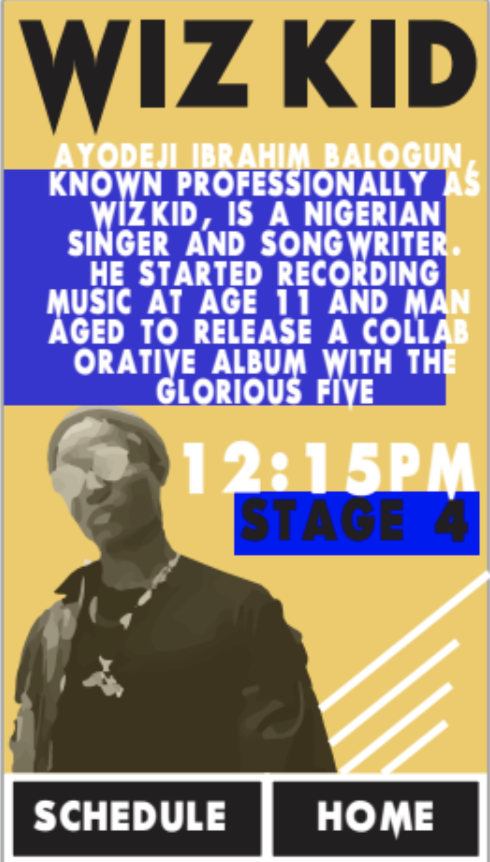 WIZ KID
AYODEJI IBRAHIM BALOGUN,
KNOWN PROFESSIONALLY AS
WIZKID, IS A NIGERIAN
SINGER AND SONGWRITER.
HE STARTED RECORDING
MUSIC AT AGE 11 AND MAN
AGED TO RELEASE A COLLAB
ORATIVE ALBUM WITH THE
GLORIOUS FIVE
12:15PM
STAGE 4
SCHEDULE HOME